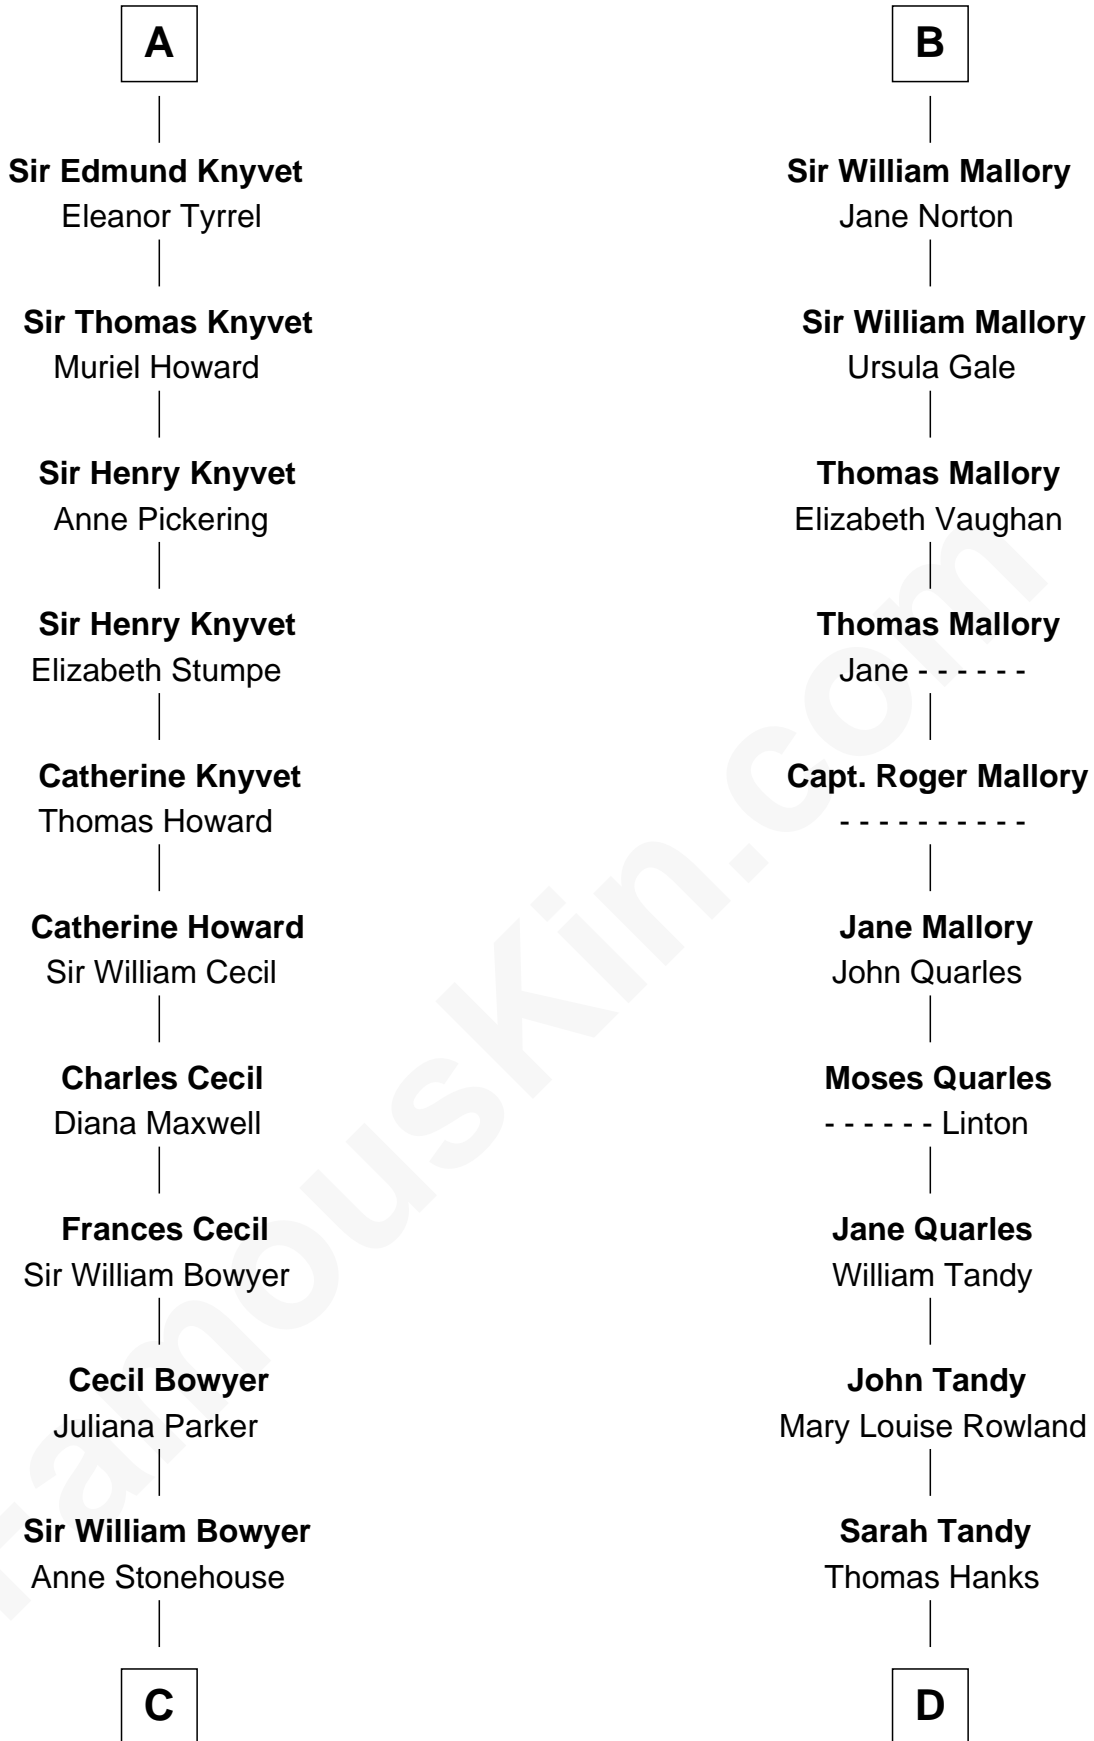 A
Sir Edmund Knyvet
Eleanor Tyrrel
Sir Thomas Knyvet
Muriel Howard
Sir Henry Knyvet
Anne Pickering
Sir Henry Knyvet
Elizabeth Stumpe
Catherine Knyvet
Thomas Howard
Catherine Howard
Sir William Cecil
Charles Cecil
Diana Maxwell
Frances Cecil
Sir William Bowyer
Cecil Bowyer
Juliana Parker
Sir William Bowyer
Anne Stonehouse
C
B
Sir William Mallory
Jane Norton
Sir William Mallory
Ursula Gale
Thomas Mallory
Elizabeth Vaughan
Thomas Mallory
Jane - - - - - -
Capt. Roger Mallory
- - - - - - - - - -
Jane Mallory
John Quarles
Moses Quarles
- - - - - - Linton
Jane Quarles
William Tandy
John Tandy
Mary Louise Rowland
Sarah Tandy
Thomas Hanks
D
FamousKin.com